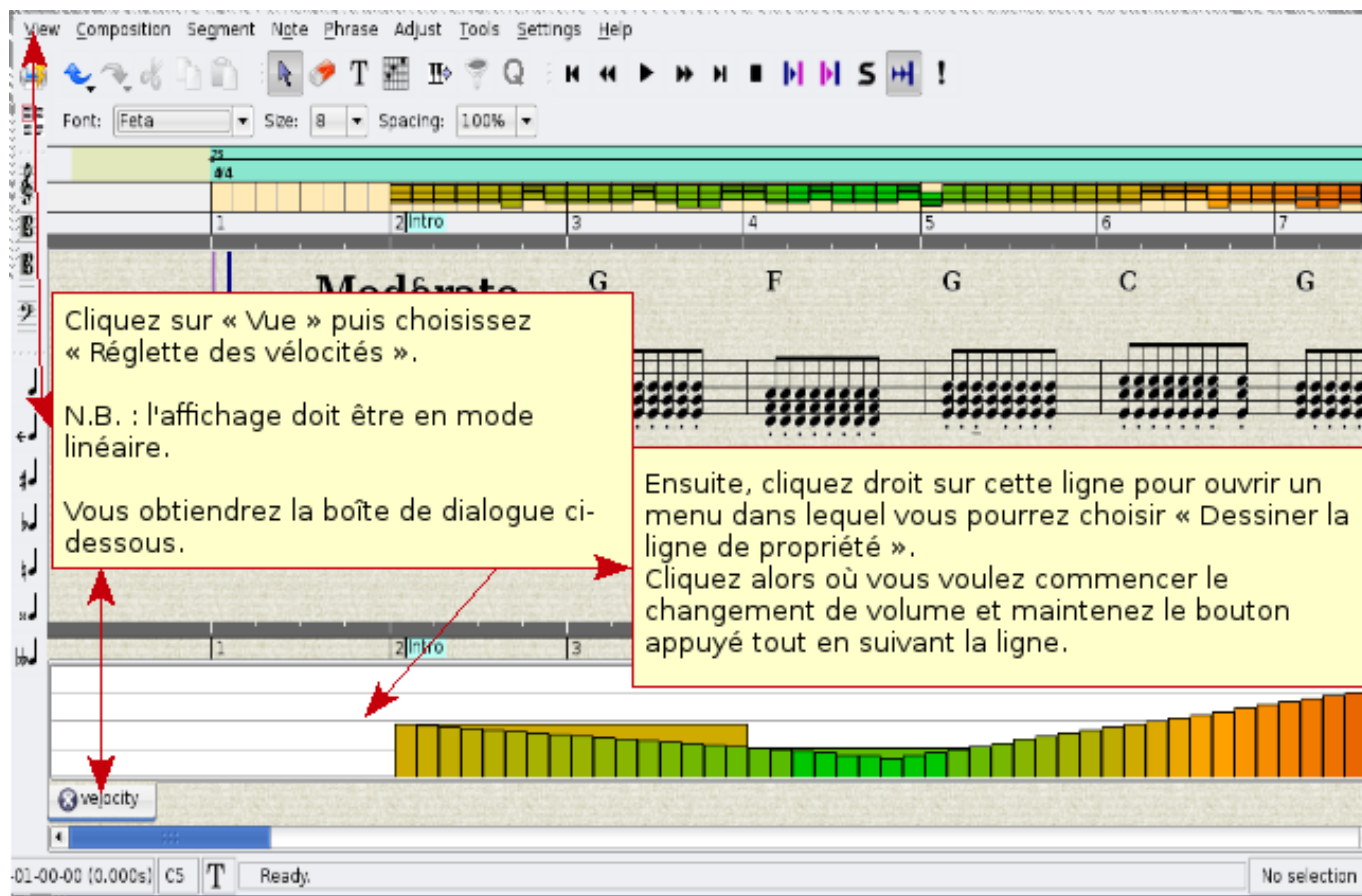 View Composition Segment Note Phrase Adjust Tools Settings Help
T Q S !
Font: Feta Size: 8 Spacing: 100%
75
4/4
1 2 Intro 3 4 5 6 7
Modérato G F G C G
Cliquez sur « Vue » puis choisissez
« Réglette des vélocités ».
N.B. : l'affichage doit être en mode
linéaire.
Vous obtiendrez la boîte de dialogue ci-
dessous.
Ensuite, cliquez droit sur cette ligne pour ouvrir un
menu dans lequel vous pourrez choisir « Dessiner la
ligne de propriété ».
Cliquez alors où vous voulez commencer le
changement de volume et maintenez le bouton
appuyé tout en suivant la ligne.
1 2 Intro 3
velocity
-01-00-00 (0.000s) C5 T Ready. No selection